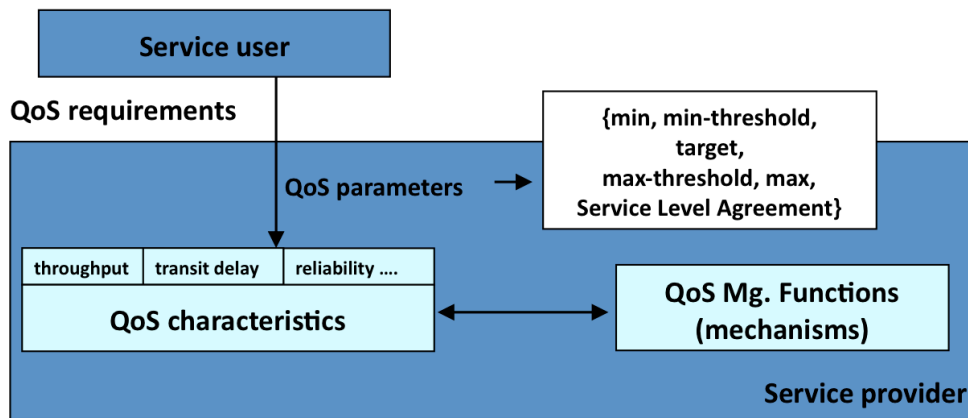 Service user
QoS requirements
{min, min-threshold,
target,
max-threshold, max,
Service Level Agreement}
QoS parameters
throughput
transit delay
reliability ....
QoS characteristics
QoS Mg. Functions
(mechanisms)
Service provider